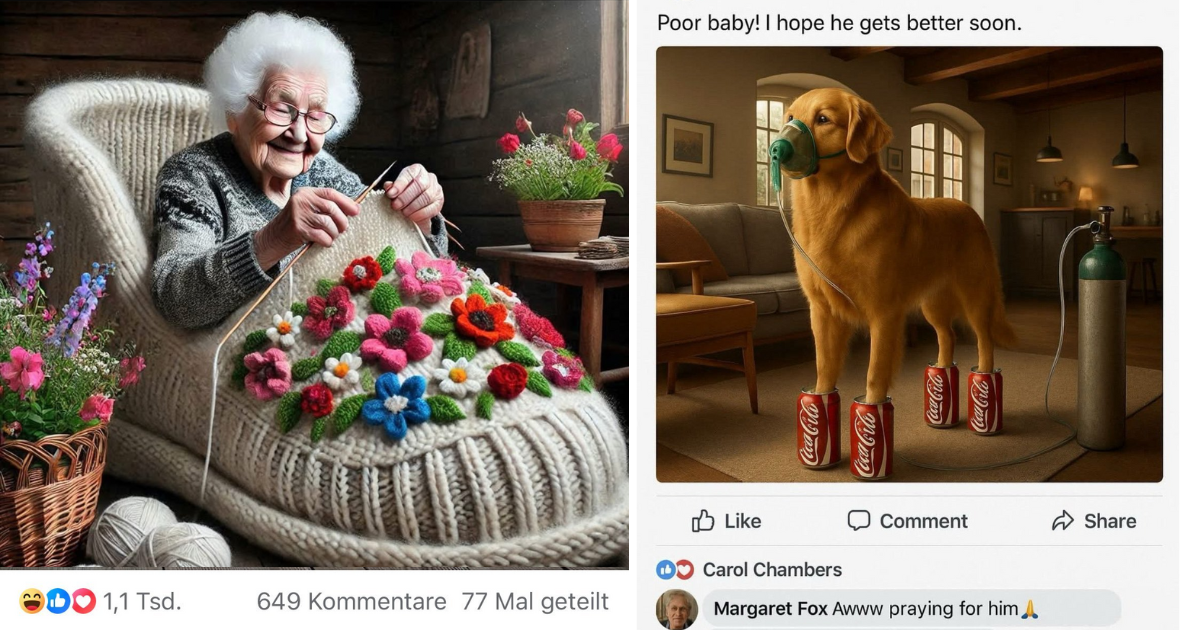 1,1 Tsd. 649 Kommentare 77 Mal geteilt
Poor baby! I hope he gets better soon.
Coca-Cola
Coca-Cola
Coca-Cola
Coca-Cola
Like Comment Share
Carol Chambers
Margaret Fox Awww praying for him🙏